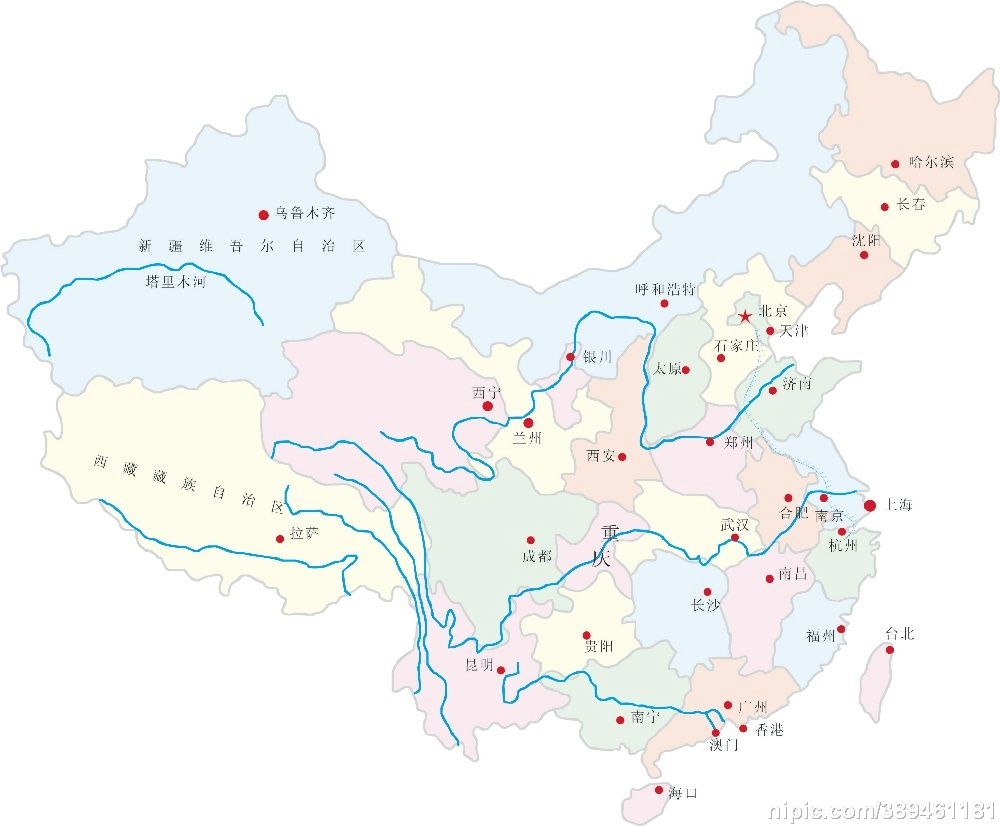 哈尔滨
长春
乌鲁木齐
沈阳
新疆维吾尔自治区
塔里木河
呼和浩特
北京
天津
石家庄
银川
太原
济南
西宁
兰州
郑州
西安
西藏藏族自治区
上海
合肥
南京
武汉
拉萨
重庆
成都
杭州
南昌
长沙
福州
台北
贵阳
昆明
广州
南宁
香港
澳门
海口
nipic.com/389461181